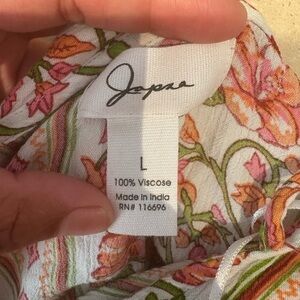 Japna
L
100% Viscose
Made in India
RN# 116696